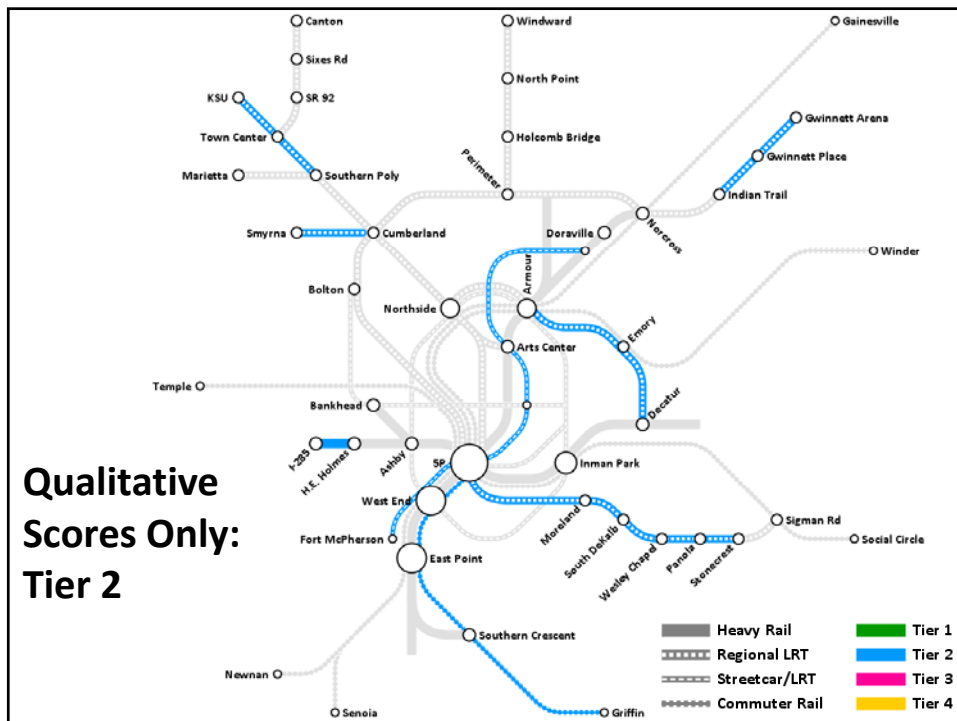 Canton
Windward
Gainesville
Sixes Rd
North Point
KSU
SR 92
Gwinnett Arena
Town Center
Holcomb Bridge
Gwinnett Place
Marietta
Southern Poly
Perimeter
Indian Trail
Norcross
Smyrna
Cumberland
Doraville
Winder
Bolton
Armour
Northside
Emory
Arts Center
Temple
Decatur
Bankhead
I-285
H.E. Holmes
Ashby
5P
Inman Park
Qualitative
Scores Only:
Tier 2
West End
Moreland
South DeKalb
Wesley Chapel
Panola
Stonecrest
Sigman Rd
Social Circle
Fort McPherson
East Point
Southern Crescent
Newnan
Senoia
Griffin
Heavy Rail
Regional LRT
Streetcar/LRT
Commuter Rail
Tier 1
Tier 2
Tier 3
Tier 4